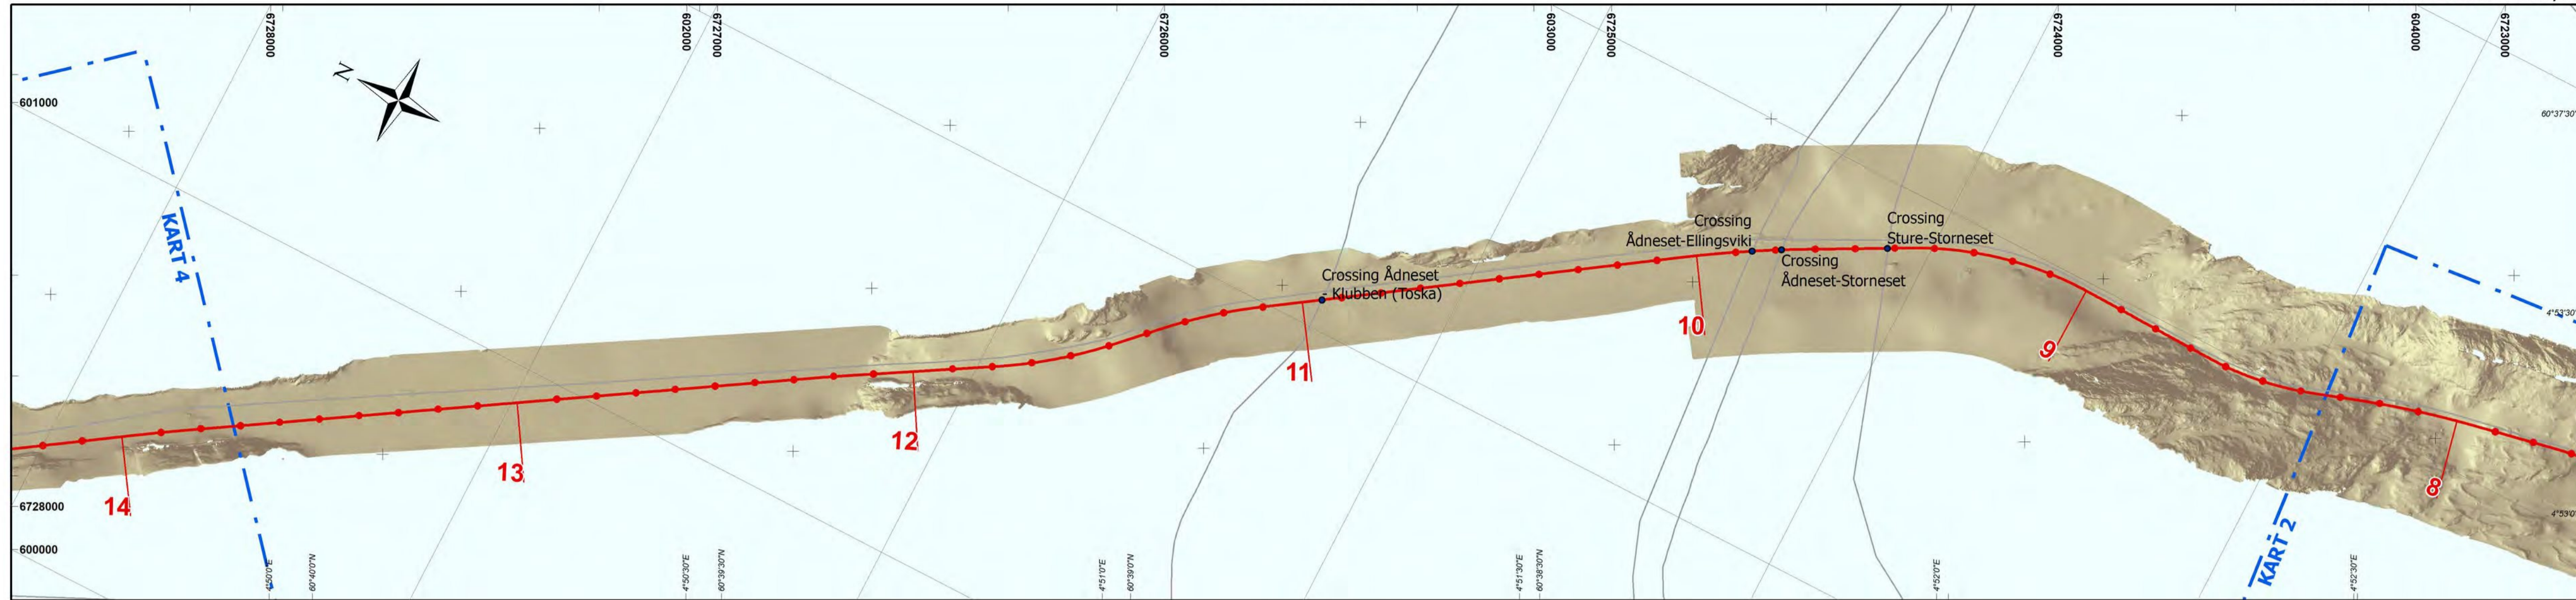 6728000
602000
6727000
6726000
603000
6725000
6724000
604000
6723000
N
601000
60°37'30"
KART 4
Crossing
Ådneset-Ellingsviki
Crossing
Sture-Storneset
Crossing
Ådneset-Storneset
Crossing Ådneset
- Klubben (Toska)
4°53'30"
14
13
12
11
10
9
8
6728000
600000
4°53'0"
KART 2
4°50'0"E
60°40'0"N
4°50'30"E
60°39'30"N
4°51'0"E
60°39'0"N
4°51'30"E
60°38'30"N
4°52'0"E
4°52'30"E